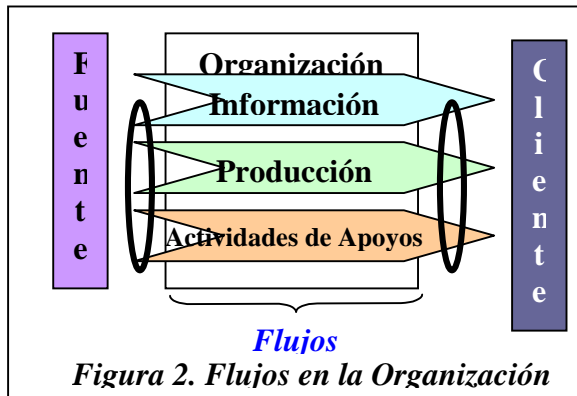 Fuente
Organización
Información
Producción
Actividades de Apoyos
Cliente
Flujos
Figura 2. Flujos en la Organización